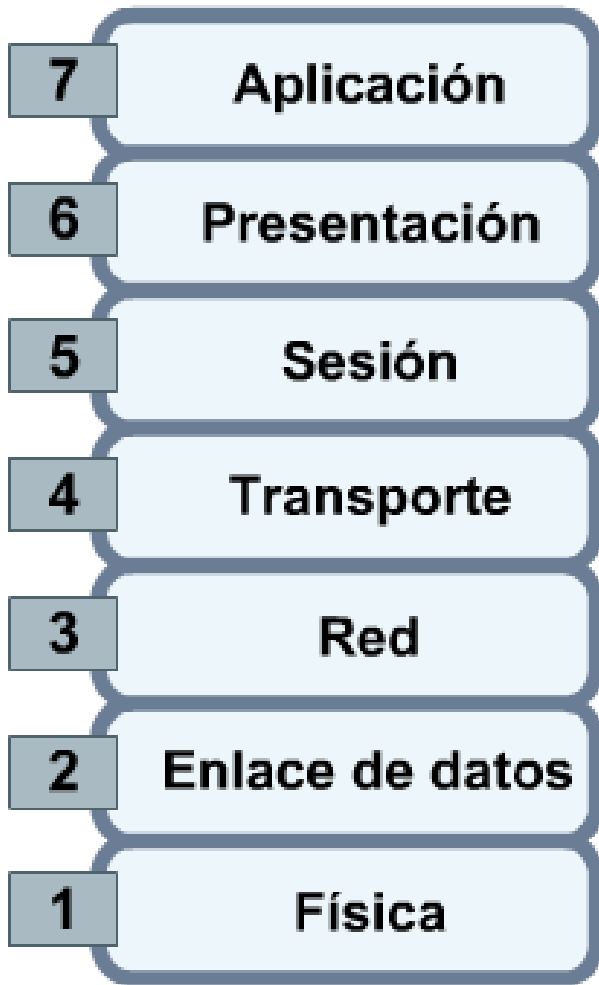 7 Aplicación
6 Presentación
5 Sesión
4 Transporte
3 Red
2 Enlace de datos
1 Física